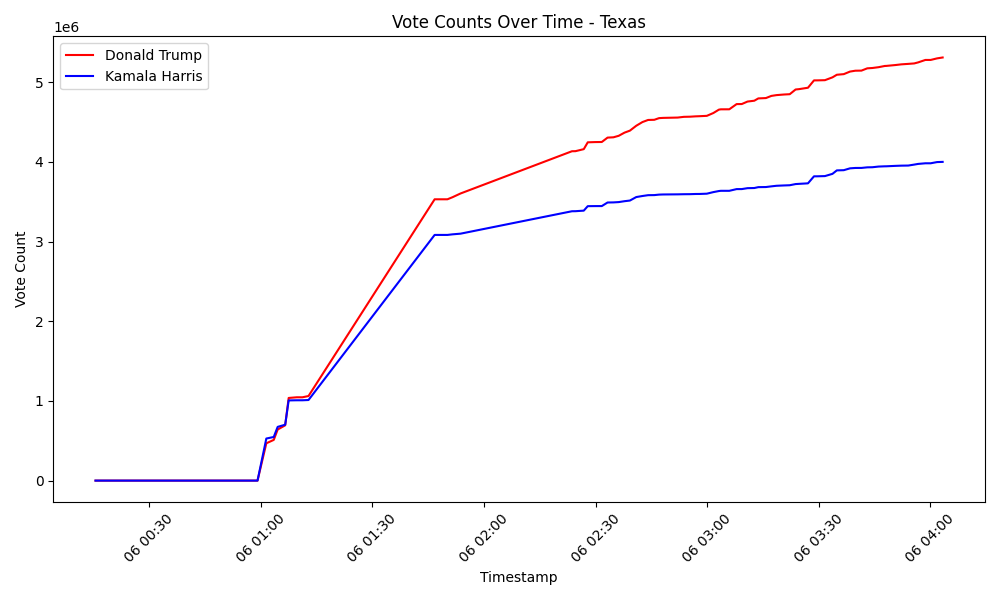 Vote Counts Over Time - Texas
1e6
Donald Trump
Kamala Harris
5
4
3
2
1
0
Vote Count
06 00:30
06 01:00
06 01:30
06 02:00
06 02:30
06 03:00
06 03:30
06 04:00
Timestamp